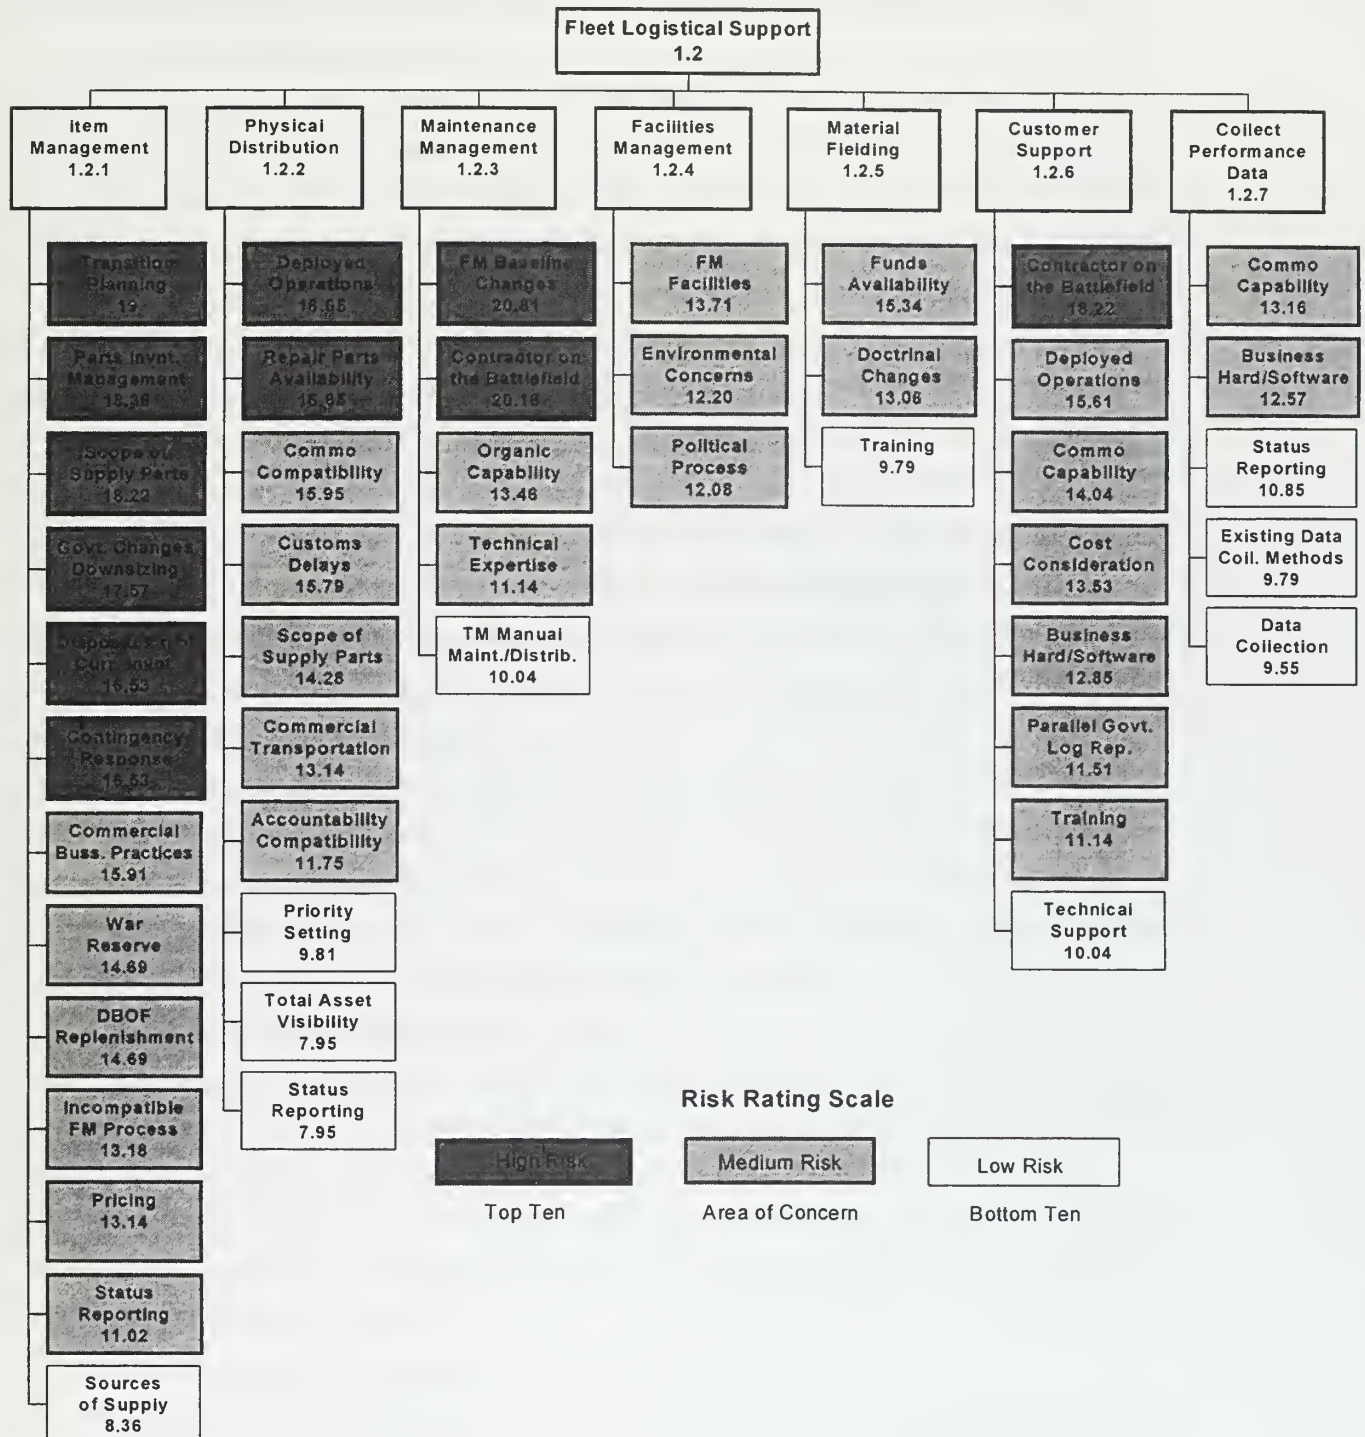 Fleet Logistical Support
1.2
Item
Management
1.2.1
Physical
Distribution
1.2.2
Maintenance
Management
1.2.3
Facilities
Management
1.2.4
Material
Fielding
1.2.5
Customer
Support
1.2.6
Collect
Performance
Data
1.2.7
Transition
Planning
19
Parts Invnt.
Management
18.38
Scope of
Supply Parts
18.22
Govt. Changes
Downsizing
17.57
Disposition of
Curr. Invnt.
16.53
Contingency
Response
16.53
Commercial
Buss. Practices
15.91
War
Reserve
14.69
DBOF
Replenishment
14.69
Incompatible
FM Process
13.18
Pricing
13.14
Status
Reporting
11.02
Sources
of Supply
8.36
Deployed
Operations
Repair Parts
Availability
Commo
Compatibility
15.95
Customs
Delays
15.79
Scope of
Supply Parts
14.28
Commercial
Transportation
13.14
Accountability
Compatibility
11.75
Priority
Setting
9.81
Total Asset
Visibility
7.95
Status
Reporting
7.95
FM Baseline
Changes
20.81
Contractor on
the Battlefield
20.16
Organic
Capability
13.46
Technical
Expertise
11.14
TM Manual
Maint./Distrib.
10.04
FM
Facilities
13.71
Environmental
Concerns
12.20
Political
Process
12.08
Funds
Availability
15.34
Doctrinal
Changes
13.06
Training
9.79
Contractor on
the Battlefield
18.22
Deployed
Operations
15.61
Commo
Capability
14.04
Cost
Consideration
13.53
Business
Hard/Software
12.85
Parallel Govt.
Log Rep.
11.51
Training
11.14
Technical
Support
10.04
Commo
Capability
13.16
Business
Hard/Software
12.57
Status
Reporting
10.85
Existing Data
Coll. Methods
9.79
Data
Collection
9.55
Risk Rating Scale
High Risk
Medium Risk
Low Risk
Top Ten
Area of Concern
Bottom Ten